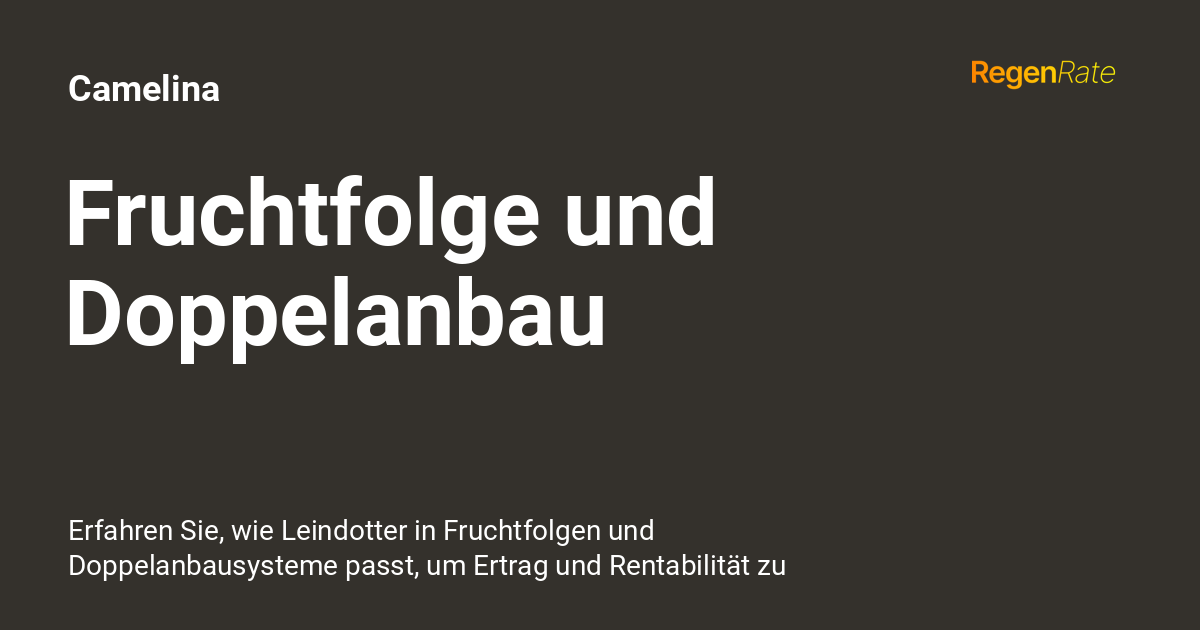 Camelina
RegenRate
Fruchtfolge und
Doppelanbau
Erfahren Sie, wie Leindotter in Fruchtfolgen und
Doppelanbausysteme passt, um Ertrag und Rentabilität zu